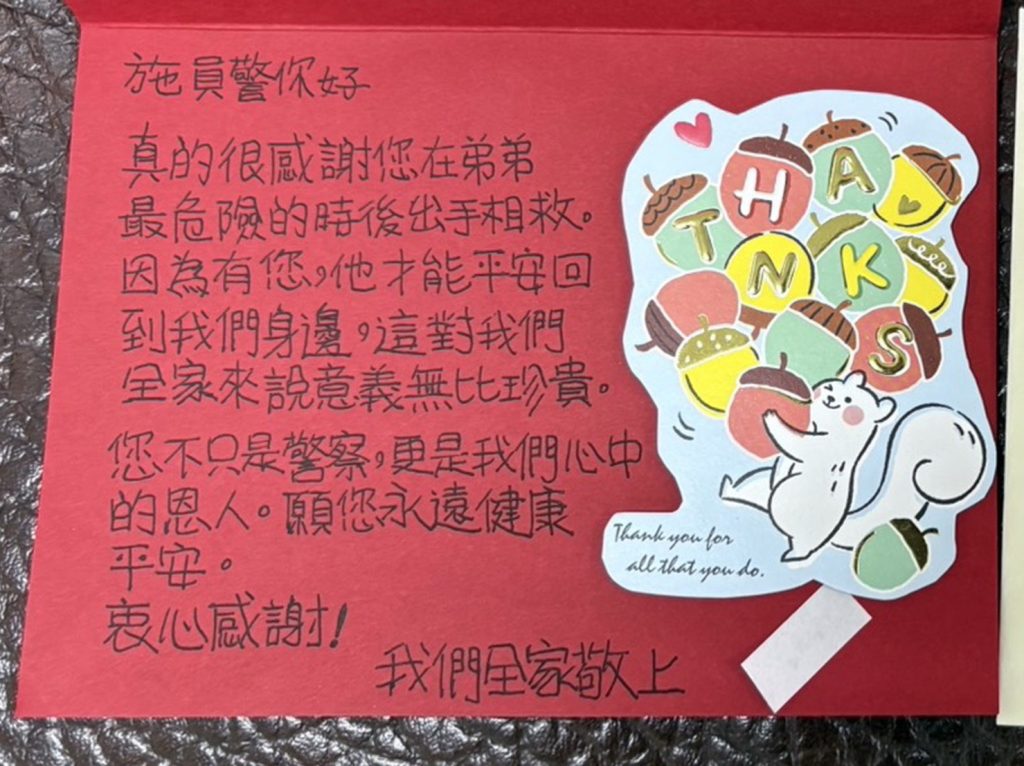 施員警你好
真的很感謝您在弟弟
最危險的時後出手相救。
因為有您，他才能平安回
到我們身邊，這對我們
全家來說意義無比珍貴。
您不只是警察，更是我們心中
的恩人。願您永遠健康
平安。
衷心感謝！
我們全家敬上
THANKS
Thank you for
all that you do.